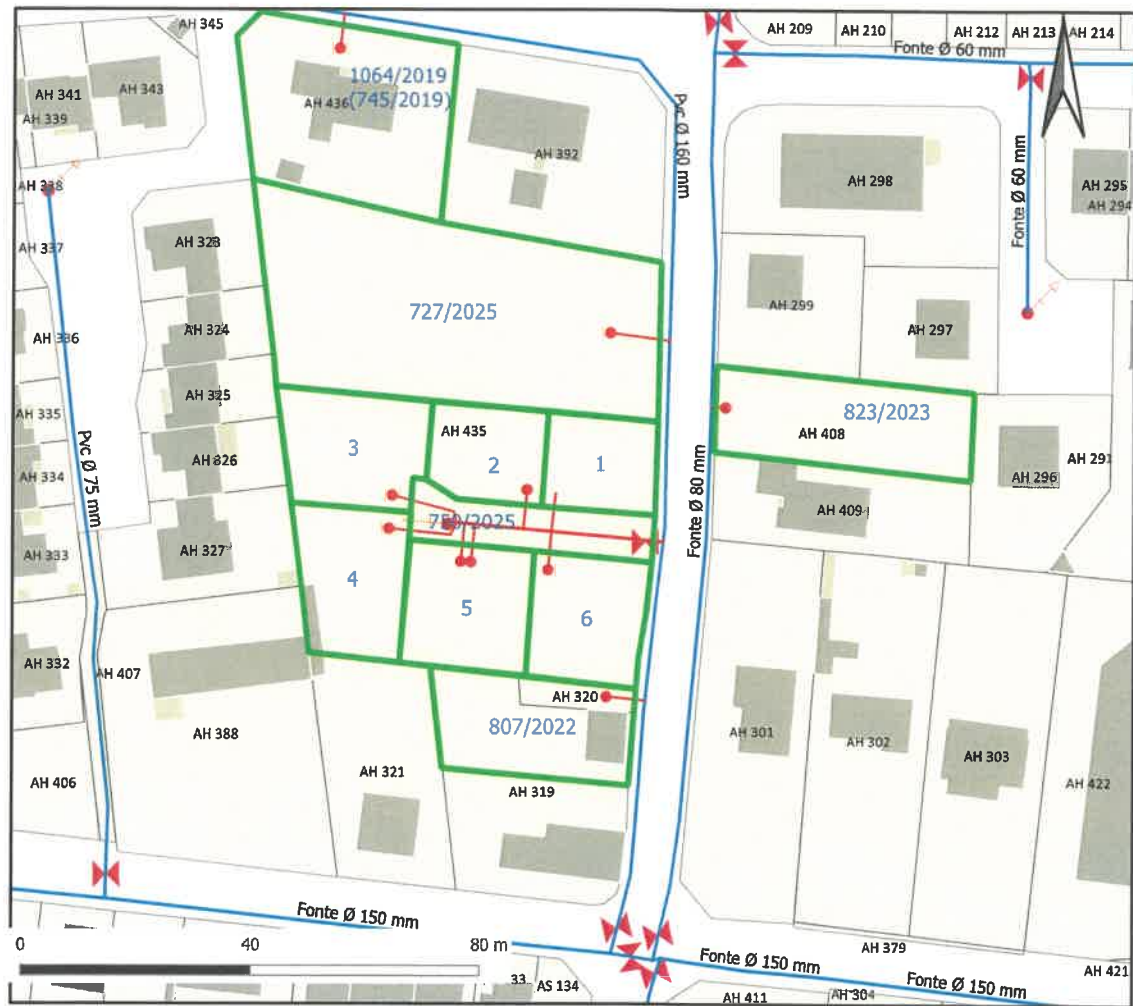 AH 345
AH 209
AH 210
AH 212
AH 213
AH 214
Fonte Ø 60 mm
1064/2019
(745/2019)
AH 436
AH 341
AH 343
AH 339
AH 392
Pvc Ø 160 mm
Fonte Ø 60 mm
AH 298
AH 295
AH 294
AH 338
AH 337
AH 323
AH 299
AH 297
AH 324
AH 336
727/2025
AH 325
AH 335
823/2023
AH 408
AH 435
3
2
1
AH 326
AH 334
Pvc Ø 75 mm
AH 296
AH 409
Fonte Ø 80 mm
AH 327
AH 333
4
5
6
AH 332
AH 407
AH 388
AH 320
807/2022
AH 301
AH 302
AH 303
AH 422
AH 406
AH 321
AH 319
Fonte Ø 150 mm
0
40
80 m
AH 379
Fonte Ø 150 mm
Fonte Ø 150 mm
AH 421
33
AS 134
AH 411
AH 304